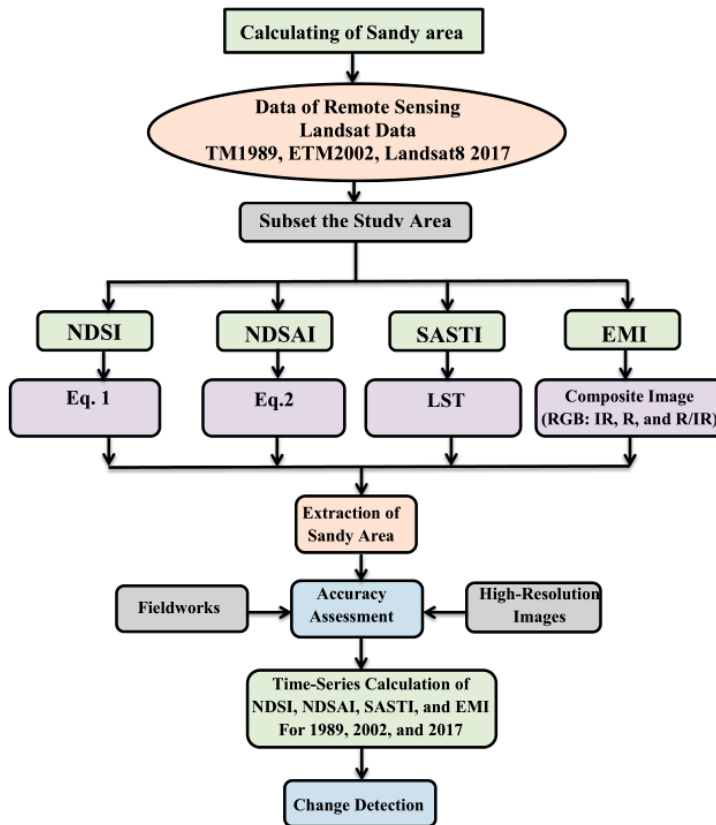 Calculating of Sandy area
Data of Remote Sensing
Landsat Data
TM1989, ETM2002, Landsat8 2017
Subset the Study Area
NDSI
NDSAI
SASTI
EMI
Eq. 1
Eq.2
LST
Composite Image
(RGB: IR, R, and R/IR)
Extraction of
Sandy Area
Fieldworks
Accuracy
Assessment
High-Resolution
Images
Time-Series Calculation of
NDSI, NDSAI, SASTI, and EMI
For 1989, 2002, and 2017
Change Detection